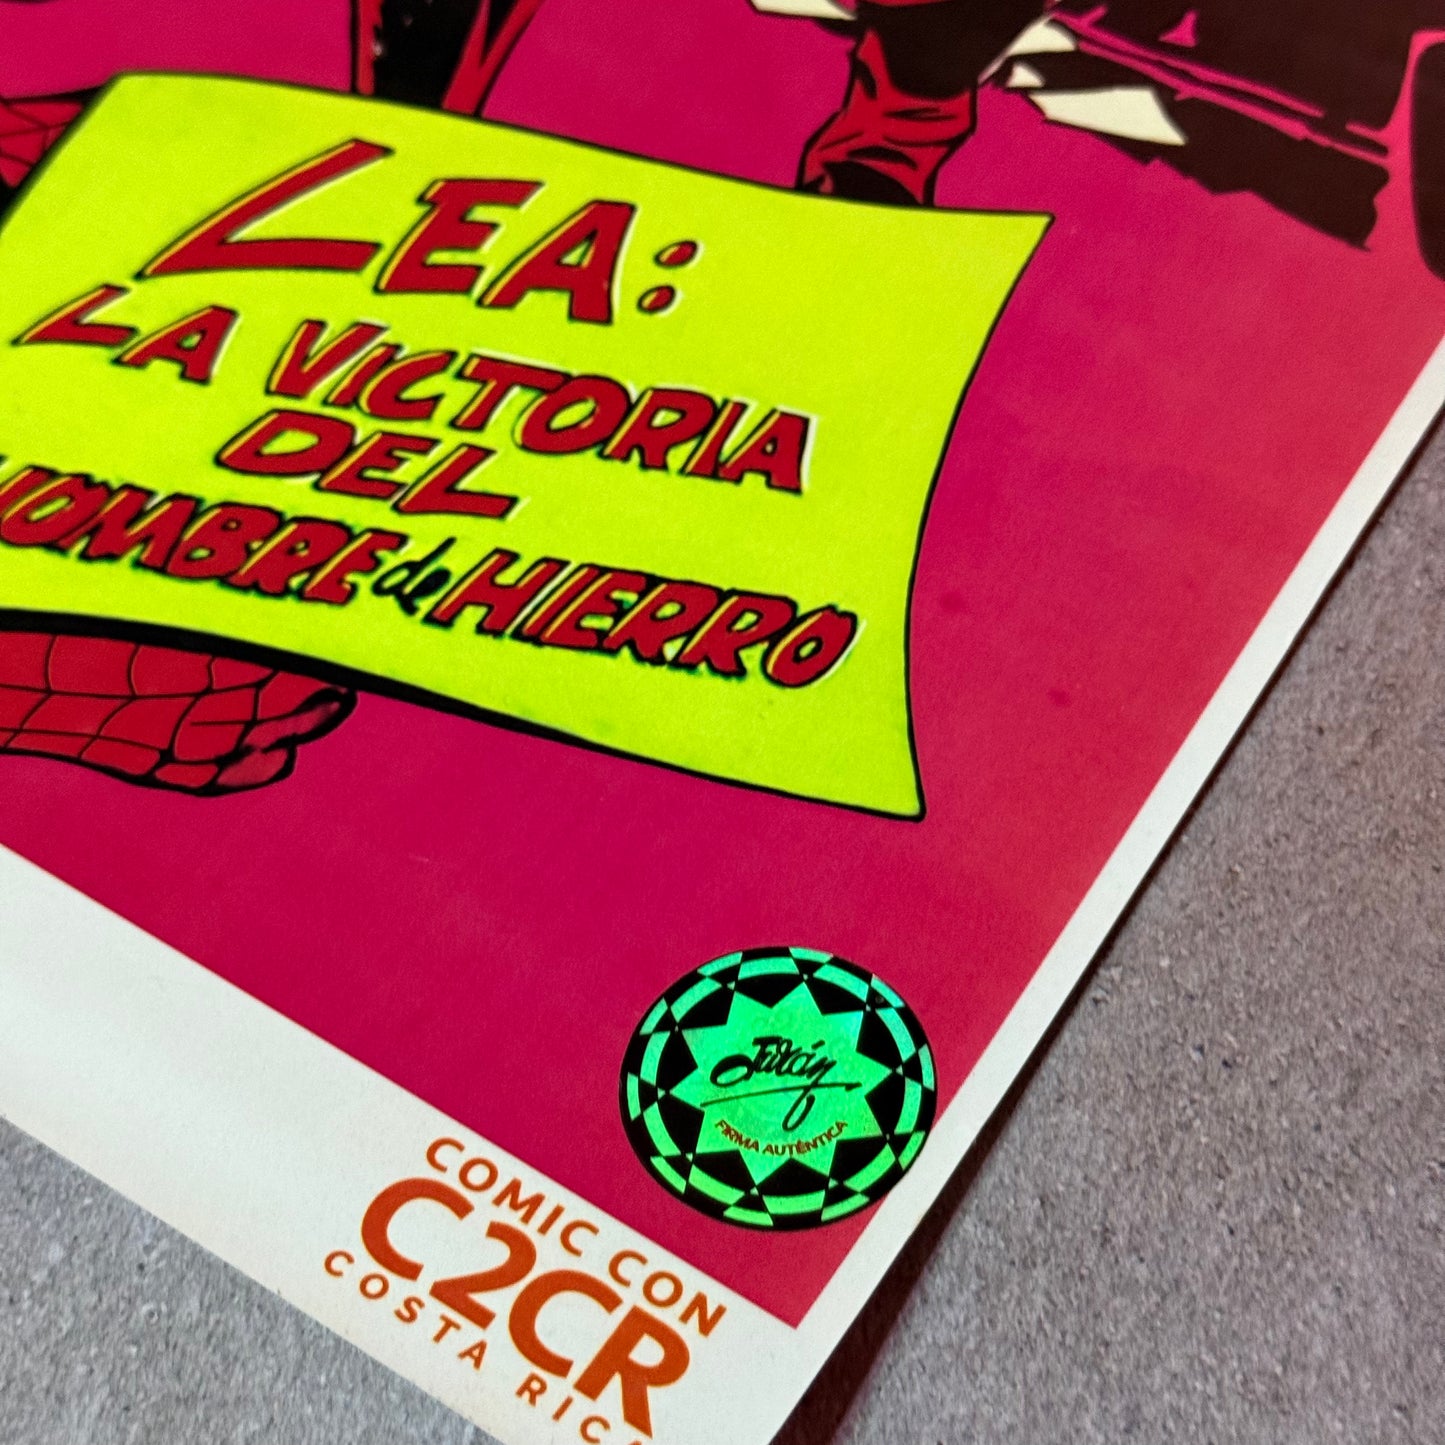 LEA:
LA VICTORIA
DEL
HOMBRE de HIERRO
FIRMA AUTÉNTICA
COMIC CON
C2CR
COSTA RICA